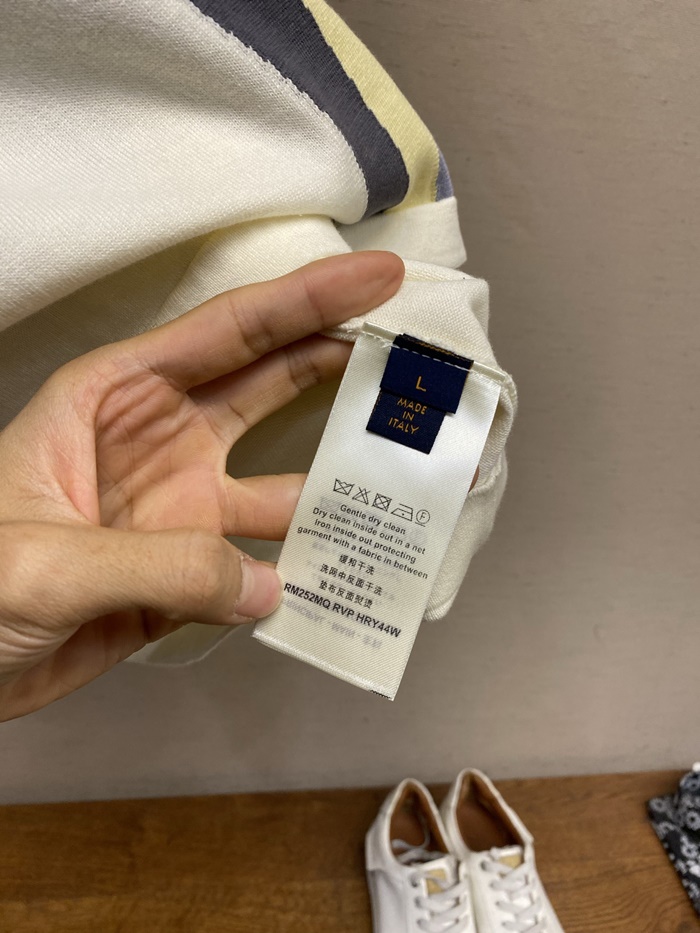 L
MADE
IN
ITALY
F
Gentle dry clean
Dry clean inside out in a net
Iron inside out protecting
garment with a fabric in between
缓和干洗
洗网中反面干洗
垫布反面熨烫
RM252MQ RVP HRY44W